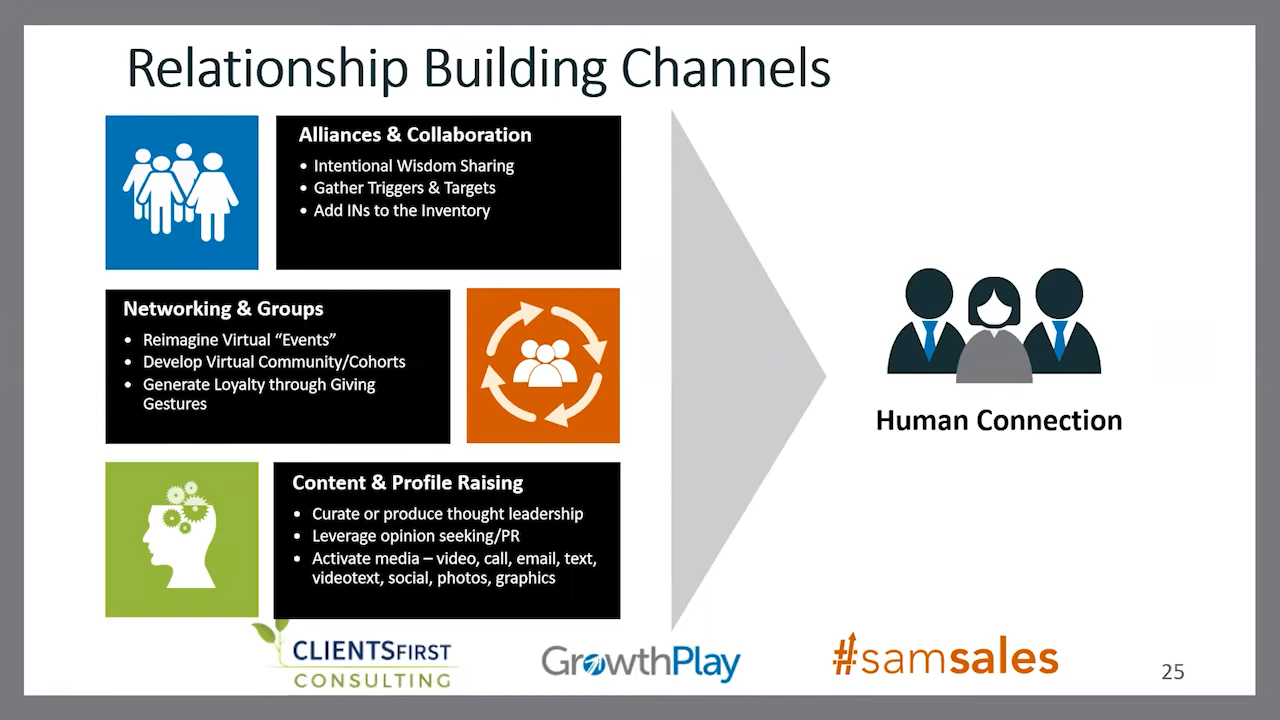 Relationship Building Channels
Alliances & Collaboration
• Intentional Wisdom Sharing
• Gather Triggers & Targets
• Add INs to the Inventory
Networking & Groups
• Reimagine Virtual “Events”
• Develop Virtual Community/Cohorts
• Generate Loyalty through Giving
Gestures
Content & Profile Raising
• Curate or produce thought leadership
• Leverage opinion seeking/PR
• Activate media – video, call, email, text,
videotext, social, photos, graphics
Human Connection
CLIENTSFIRST
CONSULTING
GrowthPlay
#samsales
25